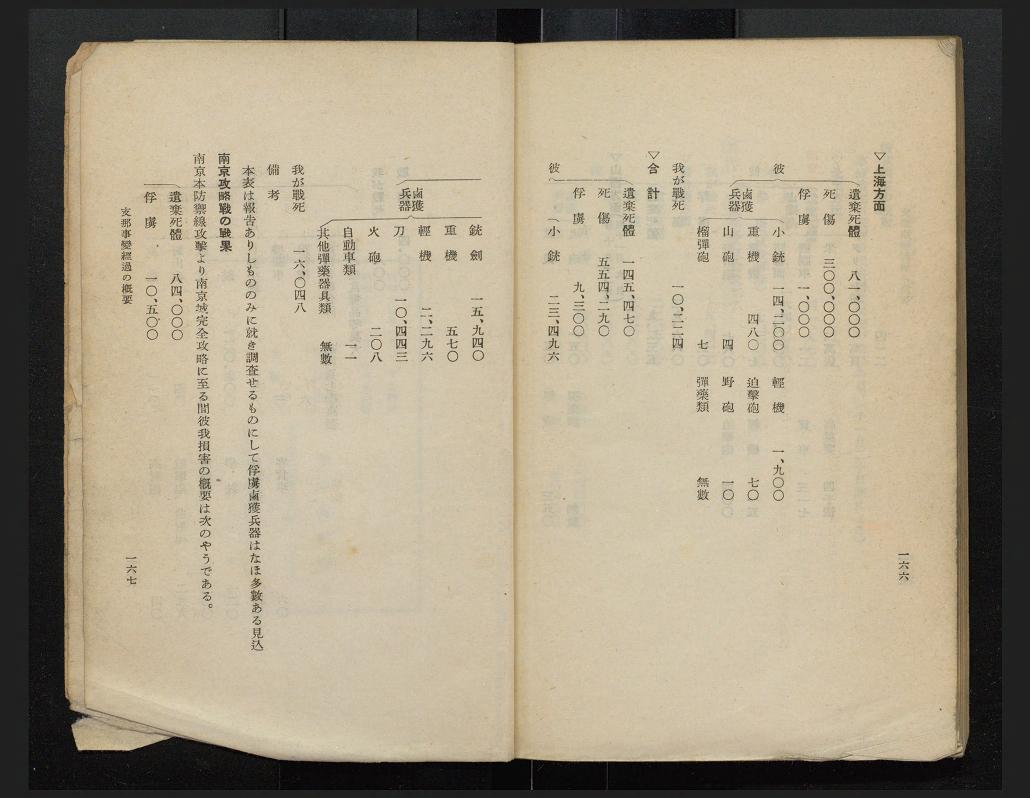 ▽上海方面
彼
遺棄死體　八一、〇〇〇
死　傷　三〇〇、〇〇〇
俘　虜　一、〇〇〇
鹵獲兵器
小　銃　一四、二〇〇　輕　機　一、九〇〇
重　機　四八〇　迫擊砲　七〇
山　砲　四〇　野　砲　一〇
榴彈砲　七　彈藥類　無數
我が戰死　一〇、二二四
▽合　計
遺棄死體　一四五、四七〇
死　傷　五五四、二九〇
俘　虜　九、三〇〇
彼
小　銃　二三、四九六
一六六
銃　劍　一五、九四〇
重　機　五七〇
輕　機　二、二九六
鹵獲兵器
刀　一〇、四四三
火　砲　二〇八
自動車類　一一
其他彈藥器具類　無數
我が戰死　一六、〇四八
備　考
本表は報吿ありしもののみに就き調査せるものにして俘虜鹵獲兵器はなほ多數ある見込
南京攻略戰の戰果
南京本防禦線攻擊より南京城完全攻略に至る間彼我損害の槪要は次のやうである。
遺棄死體　八四、〇〇〇
俘　虜　一〇、五〇〇
支那事變經過の槪要
一六七